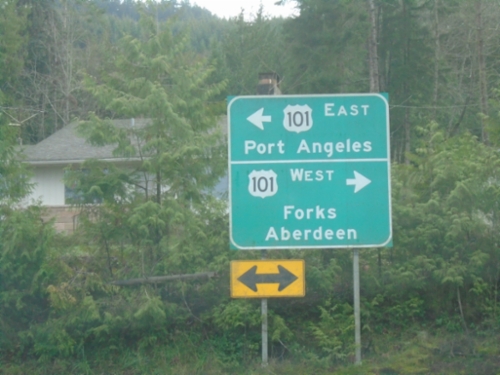 101 EAST
Port Angeles
101 WEST
Forks
Aberdeen